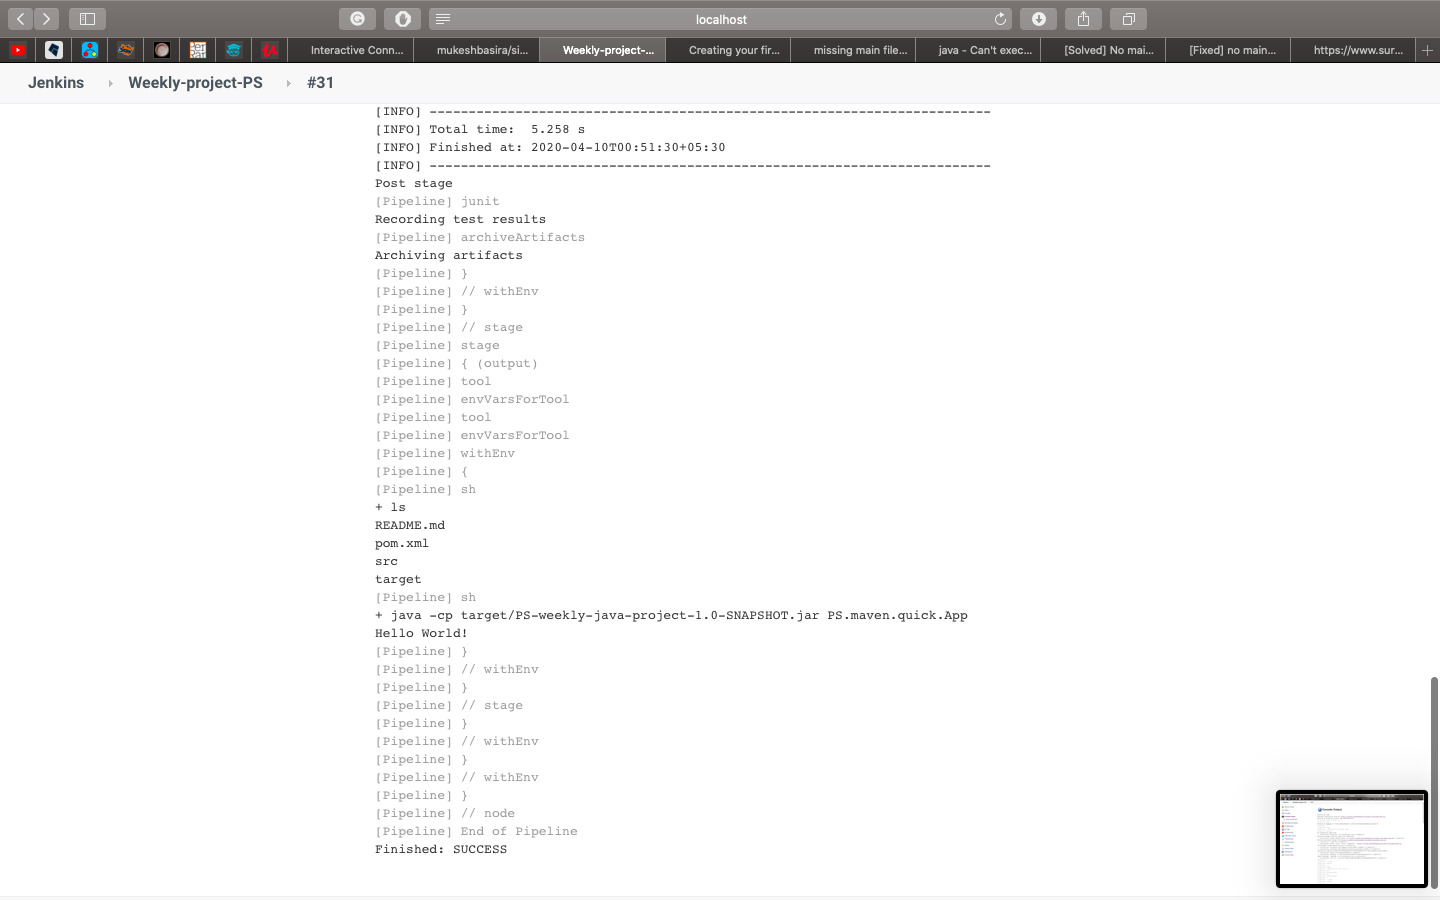 localhost
Interactive Conn...
mukeshbasira/si...
Weekly-project-...
Creating your fir...
missing main file...
java - Can't exec...
[Solved] No mai...
[Fixed] no main...
https://www.sur...
Jenkins
Weekly-project-PS
#31
[INFO] ------------------------------------------------------------------------
[INFO] Total time:  5.258 s
[INFO] Finished at: 2020-04-10T00:51:30+05:30
[INFO] ------------------------------------------------------------------------
Post stage
[Pipeline] junit
Recording test results
[Pipeline] archiveArtifacts
Archiving artifacts
[Pipeline] }
[Pipeline] // withEnv
[Pipeline] }
[Pipeline] // stage
[Pipeline] stage
[Pipeline] { (output)
[Pipeline] tool
[Pipeline] envVarsForTool
[Pipeline] tool
[Pipeline] envVarsForTool
[Pipeline] withEnv
[Pipeline] {
[Pipeline] sh
+ ls
README.md
pom.xml
src
target
[Pipeline] sh
+ java -cp target/PS-weekly-java-project-1.0-SNAPSHOT.jar PS.maven.quick.App
Hello World!
[Pipeline] }
[Pipeline] // withEnv
[Pipeline] }
[Pipeline] // stage
[Pipeline] }
[Pipeline] // withEnv
[Pipeline] }
[Pipeline] // withEnv
[Pipeline] }
[Pipeline] // node
[Pipeline] End of Pipeline
Finished: SUCCESS